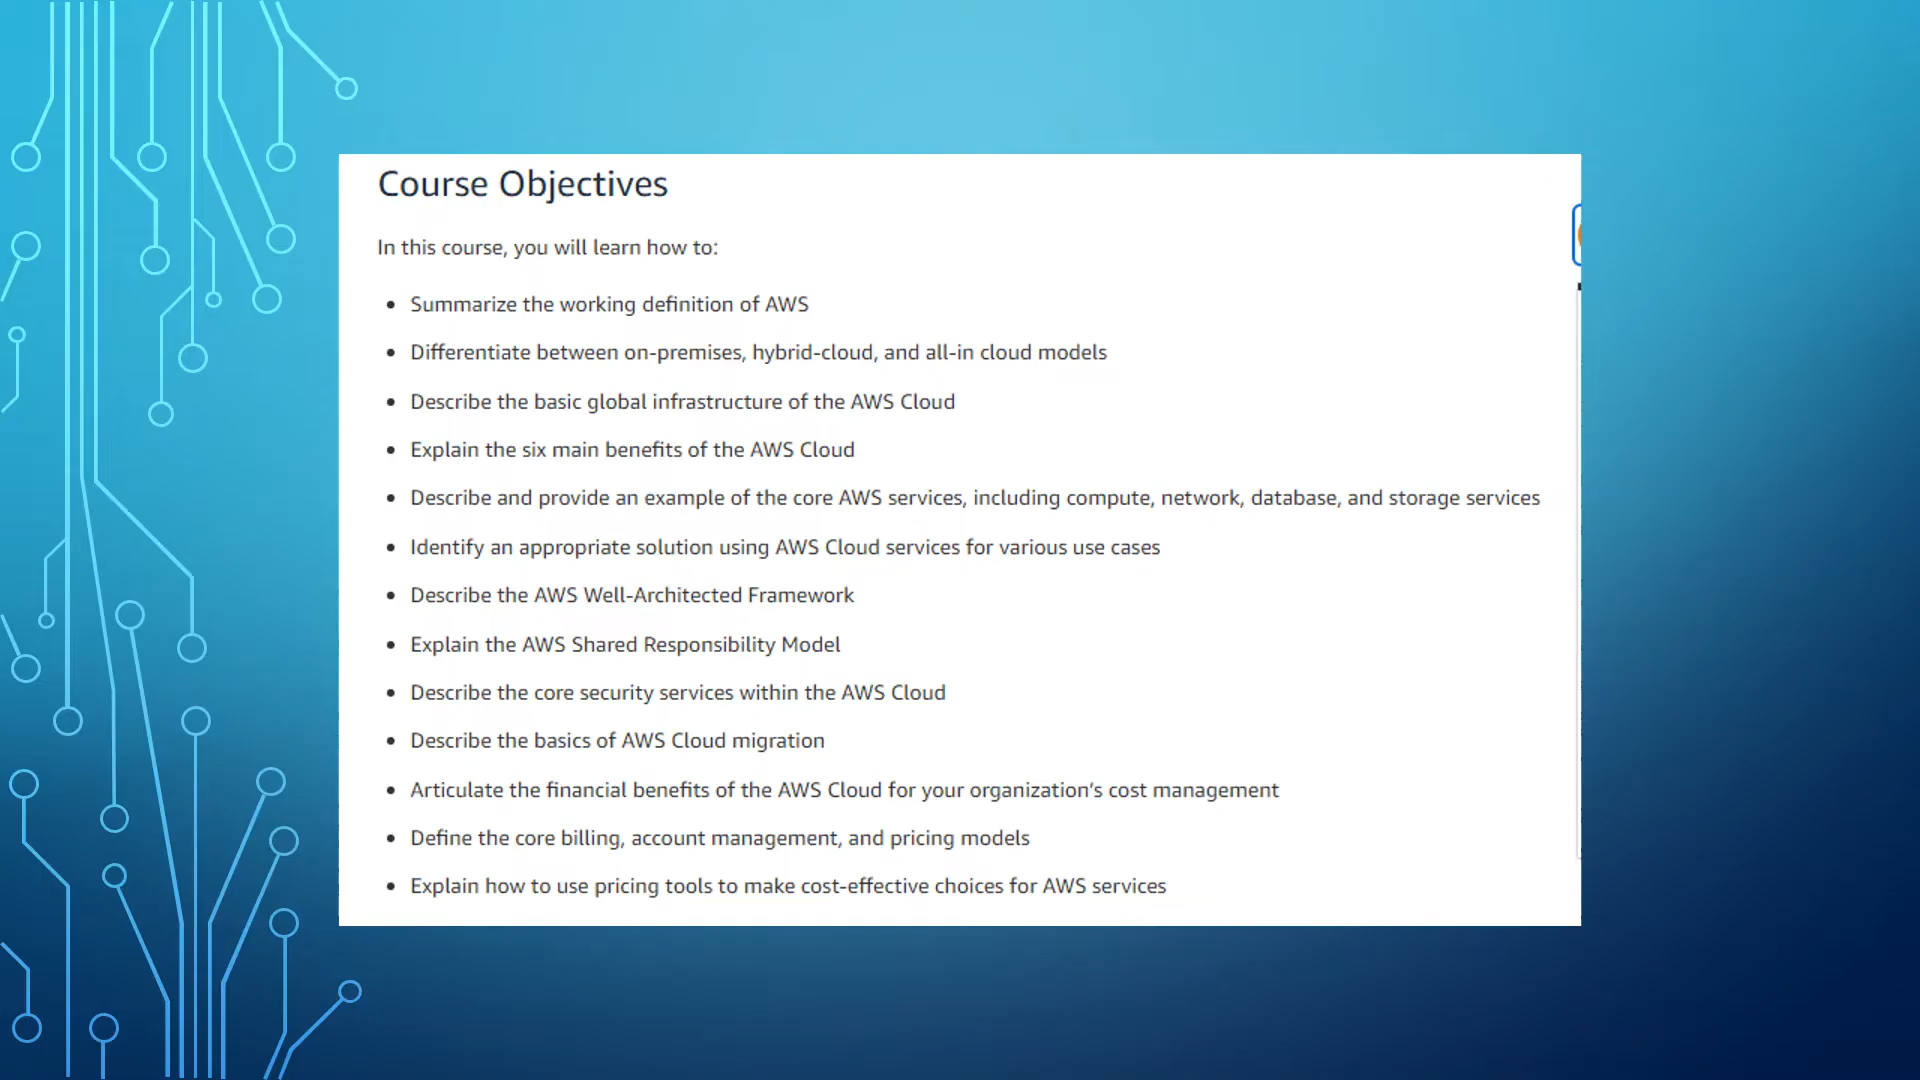 Course Objectives
In this course, you will learn how to:
• Summarize the working definition of AWS
• Differentiate between on-premises, hybrid-cloud, and all-in cloud models
• Describe the basic global infrastructure of the AWS Cloud
• Explain the six main benefits of the AWS Cloud
• Describe and provide an example of the core AWS services, including compute, network, database, and storage services
• Identify an appropriate solution using AWS Cloud services for various use cases
• Describe the AWS Well-Architected Framework
• Explain the AWS Shared Responsibility Model
• Describe the core security services within the AWS Cloud
• Describe the basics of AWS Cloud migration
• Articulate the financial benefits of the AWS Cloud for your organization’s cost management
• Define the core billing, account management, and pricing models
• Explain how to use pricing tools to make cost-effective choices for AWS services